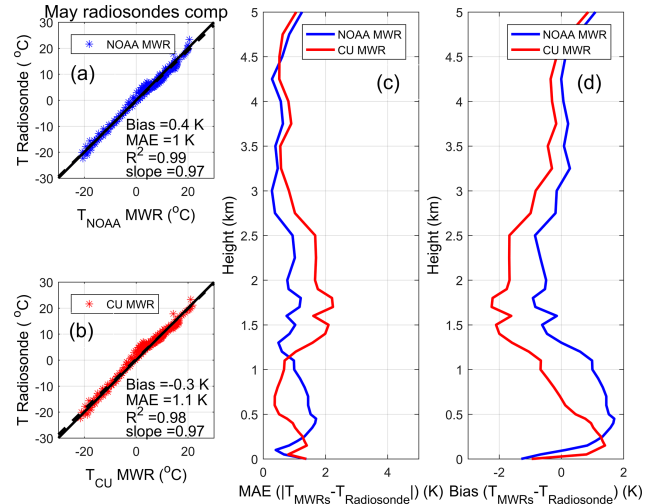 May radiosondes comp
NOAA MWR
(a)
Bias =0.4 K
MAE =1 K
R² =0.99
slope =0.97
T Radiosonde (°C)
30
20
10
0
-10
-20
-30
-20 0 20
T_NOAA MWR (°C)
CU MWR
(b)
Bias=-0.3 K
MAE =1.1 K
R² =0.98
slope =0.97
T Radiosonde (°C)
30
20
10
0
-10
-20
-30
-20 0 20
T_CU MWR (°C)
NOAA MWR
CU MWR
(c)
Height (km)
5
4.5
4
3.5
3
2.5
2
1.5
1
0.5
0
0 2 4
MAE (|T_MWRs-T_Radiosonde|) (K)
NOAA MWR
CU MWR
(d)
Height (km)
5
4.5
4
3.5
3
2.5
2
1.5
1
0.5
0
-2 0 2
Bias (T_MWRs-T_Radiosonde) (K)